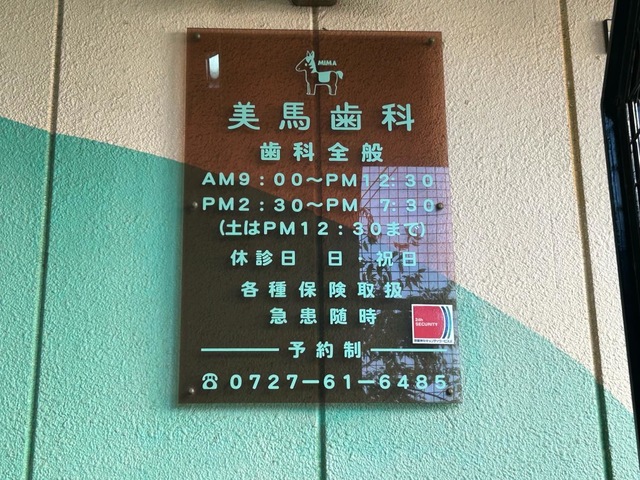 MIMA
美馬歯科
歯科全般
AM9:00〜PM12:30
PM2:30〜PM 7:30
(土はPM12:30まで)
休診日 日・祝日
各種保険取扱
急患随時
予約制
☎0727-61-6485
24h
SECURITY